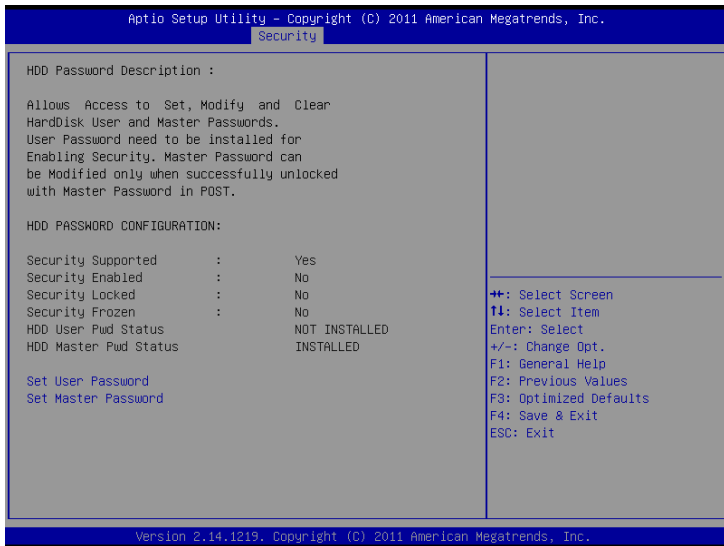 Aptio Setup Utility – Copyright (C) 2011 American Megatrends, Inc.
Security
HDD Password Description :
Allows Access to Set, Modify and Clear
HardDisk User and Master Passwords.
User Password need to be installed for
Enabling Security. Master Password can
be Modified only when successfully unlocked
with Master Password in POST.
HDD PASSWORD CONFIGURATION:
Security Supported : Yes
Security Enabled : No
Security Locked : No
Security Frozen : No
HDD User Pwd Status NOT INSTALLED
HDD Master Pwd Status INSTALLED
Set User Password
Set Master Password
→←: Select Screen
↑↓: Select Item
Enter: Select
+/-: Change Opt.
F1: General Help
F2: Previous Values
F3: Optimized Defaults
F4: Save & Exit
ESC: Exit
Version 2.14.1219. Copyright (C) 2011 American Megatrends, Inc.